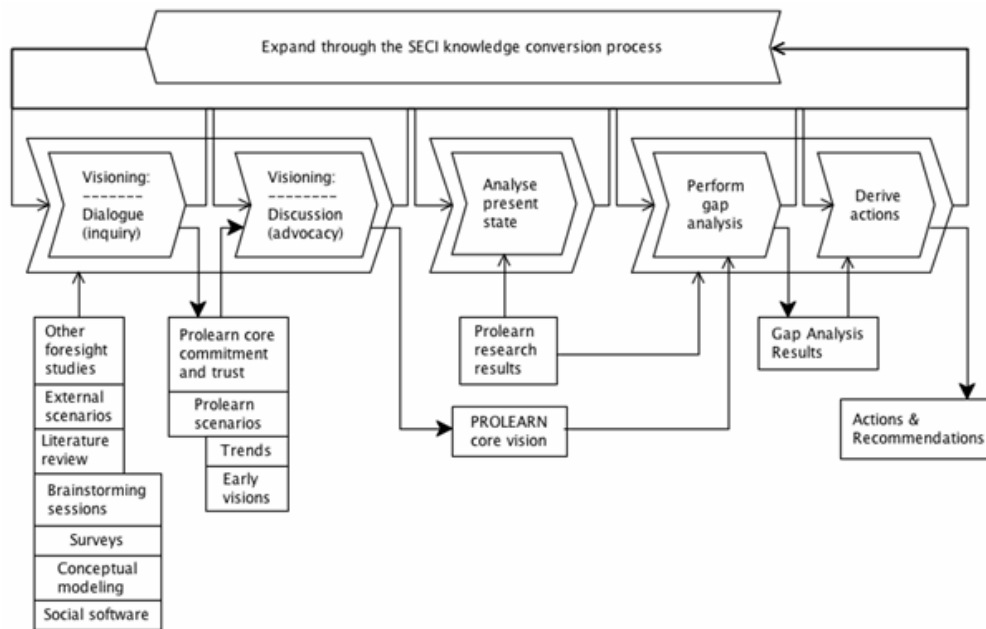 Expand through the SECI knowledge conversion process
Visioning:
--------
Dialogue
(inquiry)
Visioning:
--------
Discussion
(advocacy)
Analyse
present
state
Perform
gap
analysis
Derive
actions
Other
foresight
studies
External
scenarios
Literature
review
Brainstorming
sessions
Surveys
Conceptual
modeling
Social software
Prolearn core
commitment
and trust
Prolearn
scenarios
Trends
Early
visions
Prolearn
research
results
PROLEARN
core vision
Gap Analysis
Results
Actions &
Recommendations